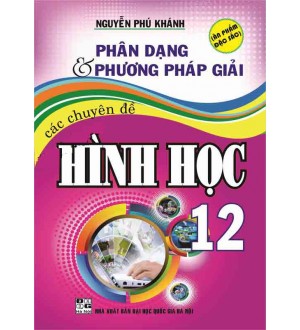 NGUYỄN PHÚ KHÁNH
(ẤN PHẨM
ĐẶC SẮC)
PHÂN DẠNG
& PHƯƠNG PHÁP GIẢI
các chuyên đề
HÌNH HỌC
12
NHÀ XUẤT BẢN ĐẠI HỌC QUỐC GIA HÀ NỘI